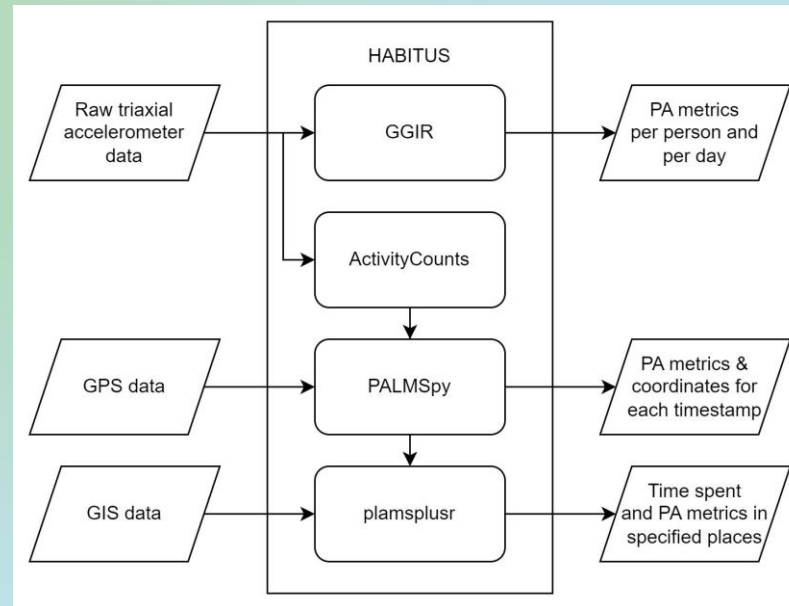 HABITUS
Raw triaxial
accelerometer
data
GGIR
PA metrics
per person and
per day
ActivityCounts
GPS data
PALMSpy
PA metrics &
coordinates for
each timestamp
GIS data
plamsplusr
Time spent
and PA metrics in
specified places